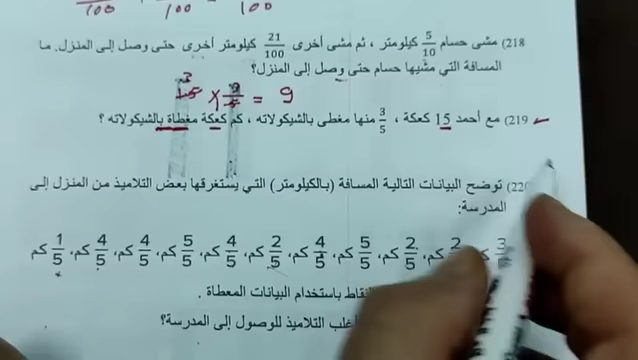 100 100 100
218) مشى حسام 5/10 كيلومتر ، ثم مشى أخرى 21/100 كيلومتر أخرى حتى وصل إلى المنزل. ما
المسافة التي مشيها حسام حتى وصل إلى المنزل؟
3
15 × 3/5 = 9
219) مع أحمد 15 كعكة ، 3/5 منها مغطى بالشيكولاته ، كم كعكة مغطاة بالشيكولاته ؟
توضح البيانات التالية المسافة (بالكيلومتر) التي يستغرقها بعض التلاميذ من المنزل إلى
المدرسة:
2/5 كم، 5/5 كم، 4/5 كم، 2/5 كم، 4/5 كم، 5/5 كم، 4/5 كم، 4/5 كم، 1/5 كم
النقاط باستخدام البيانات المعطاة .
أغلب التلاميذ للوصول إلى المدرسة؟